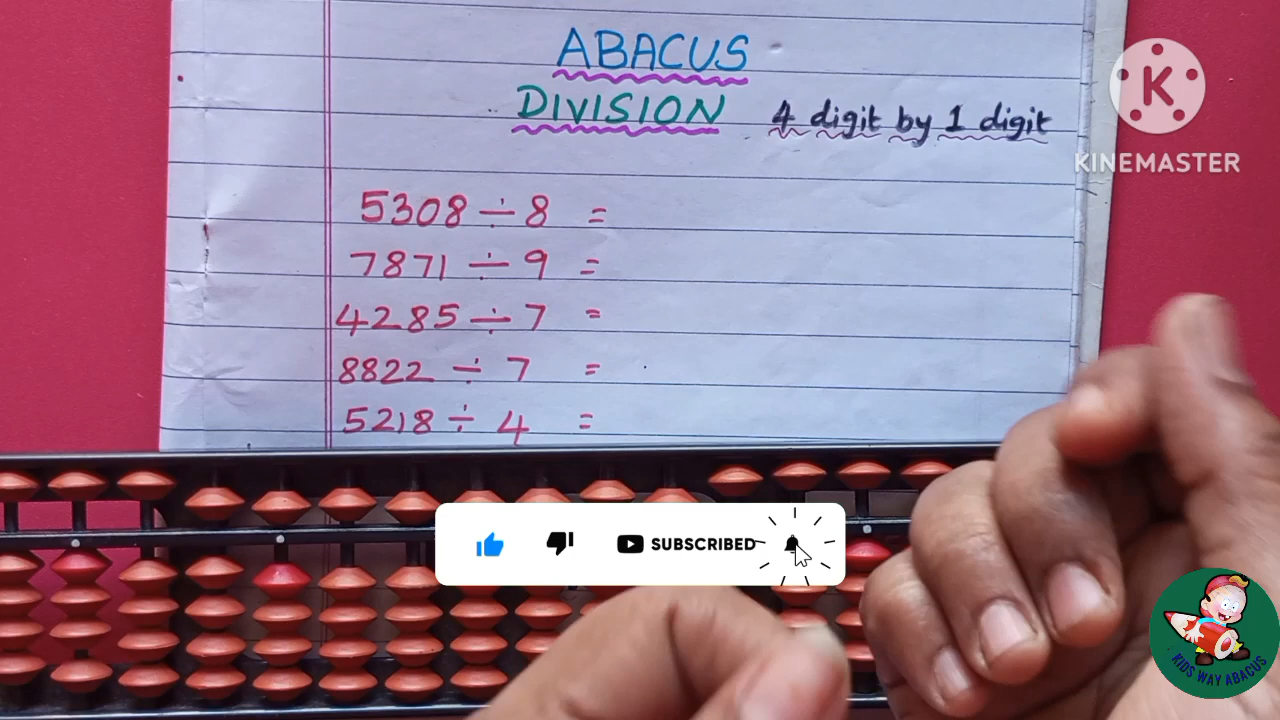 ABACUS
DIVISION 4 digit by 1 digit
K
KINEMASTER
5308 ÷ 8 =
7871 ÷ 9 =
4285 ÷ 7 =
8822 ÷ 7 =
5218 ÷ 4 =
SUBSCRIBED
KIDS WAY ABACUS